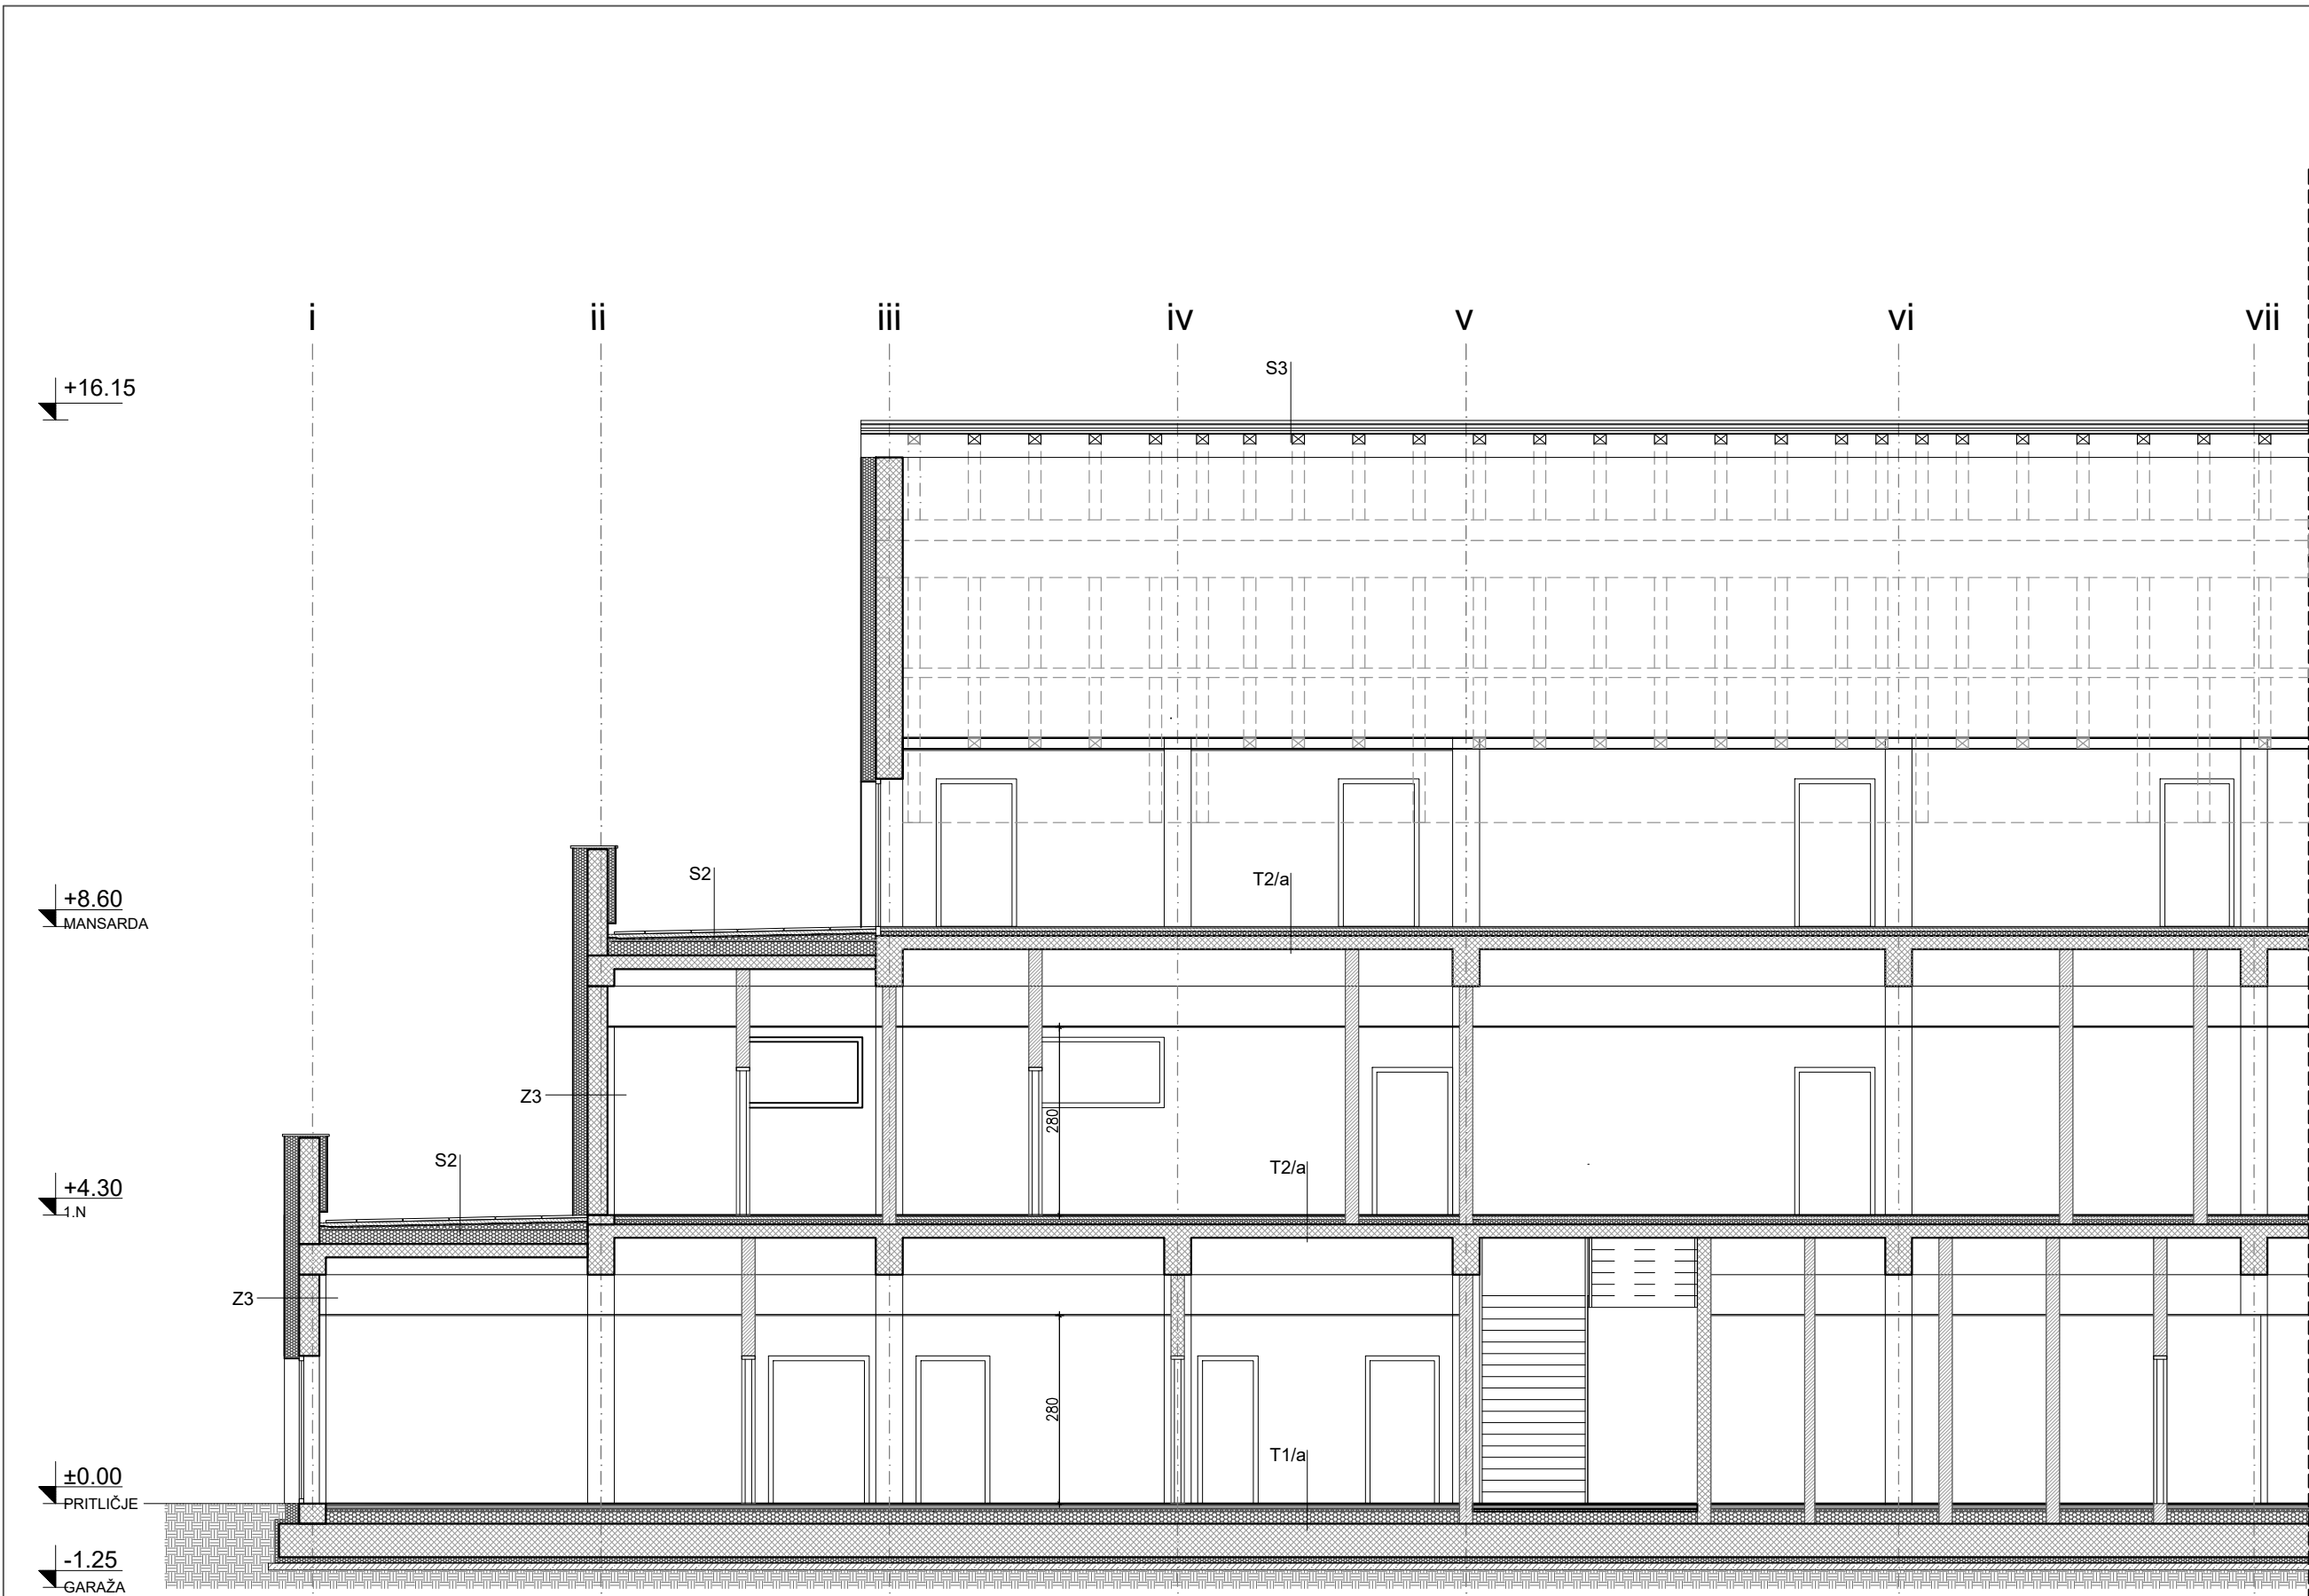 i ii iii iv v vi vii
+16.15
S3
+8.60
MANSARDA
S2
T2/a
Z3
280
+4.30
1.N
S2
T2/a
Z3
280
±0.00
PRITLIČJE
T1/a
-1.25
GARAŽA